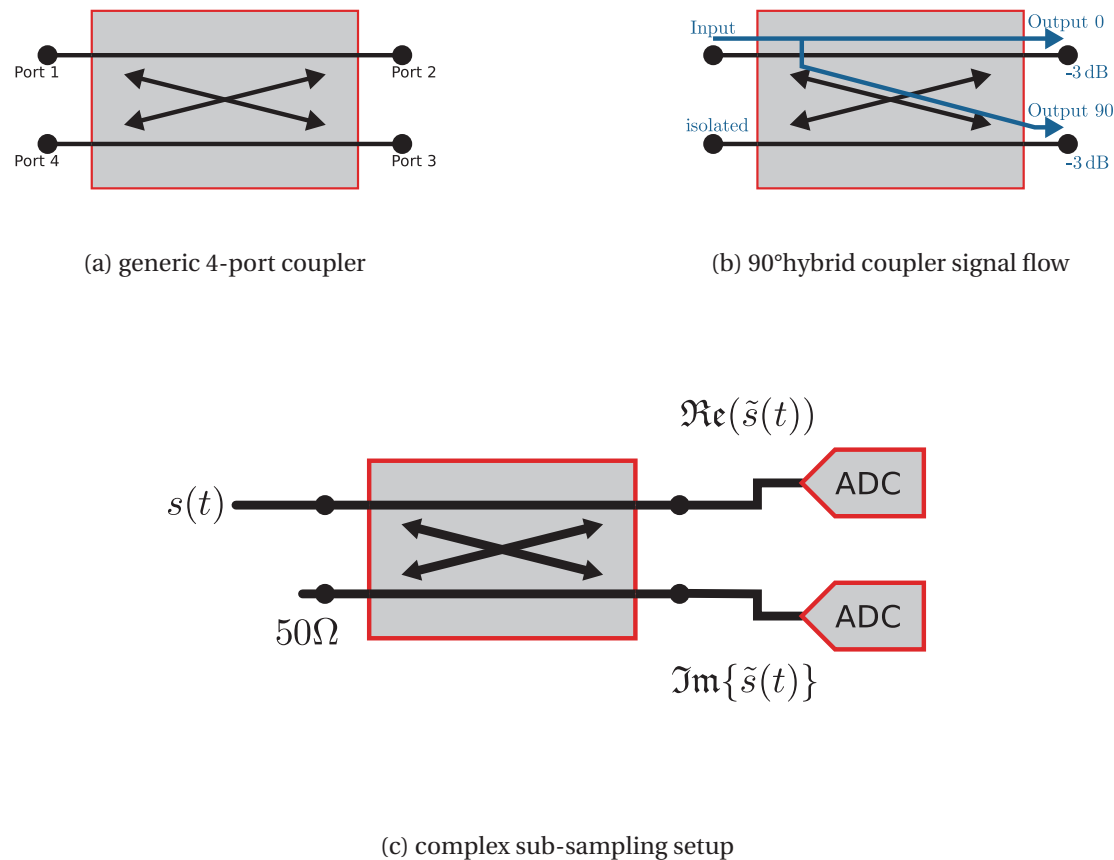 Port 1
Port 2
Port 4
Port 3
(a) generic 4-port coupler
Input
Output 0
-3 dB
Output 90
isolated
-3 dB
(b) 90°hybrid coupler signal flow
ℜe(s̃(t))
s(t)
ADC
50Ω
ADC
ℑm{s̃(t)}
(c) complex sub-sampling setup